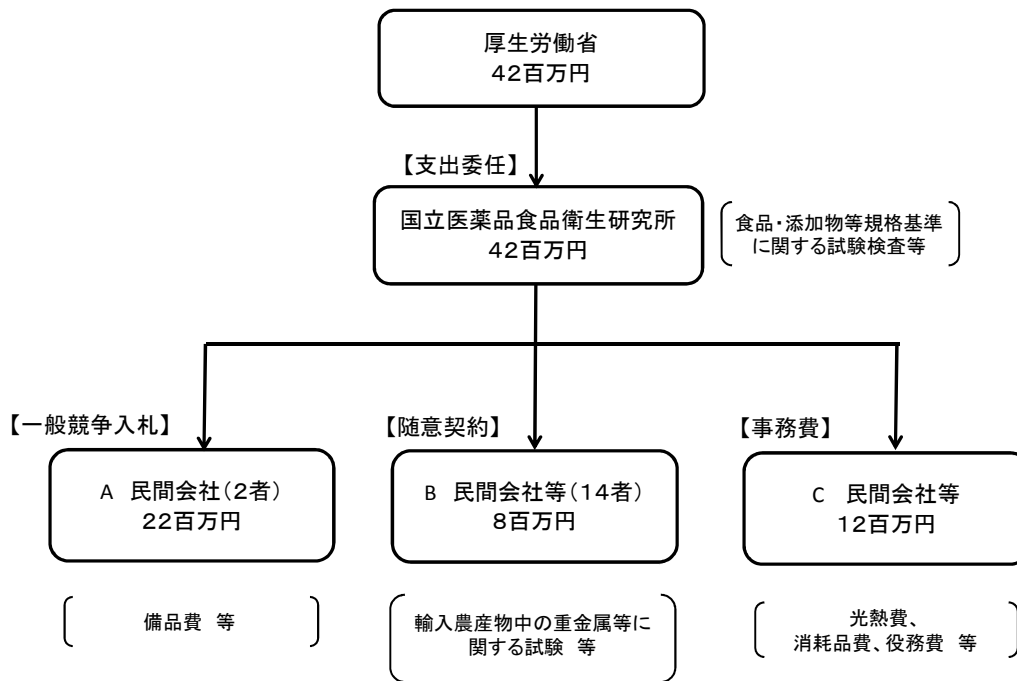 厚生労働省
42百万円
【支出委任】
国立医薬品食品衛生研究所
42百万円
食品・添加物等規格基準
に関する試験検査等
【一般競争入札】
A 民間会社(2者)
22百万円
備品費 等
【随意契約】
B 民間会社等(14者)
8百万円
輸入農産物中の重金属等に
関する試験 等
【事務費】
C 民間会社等
12百万円
光熱費、
消耗品費、役務費 等